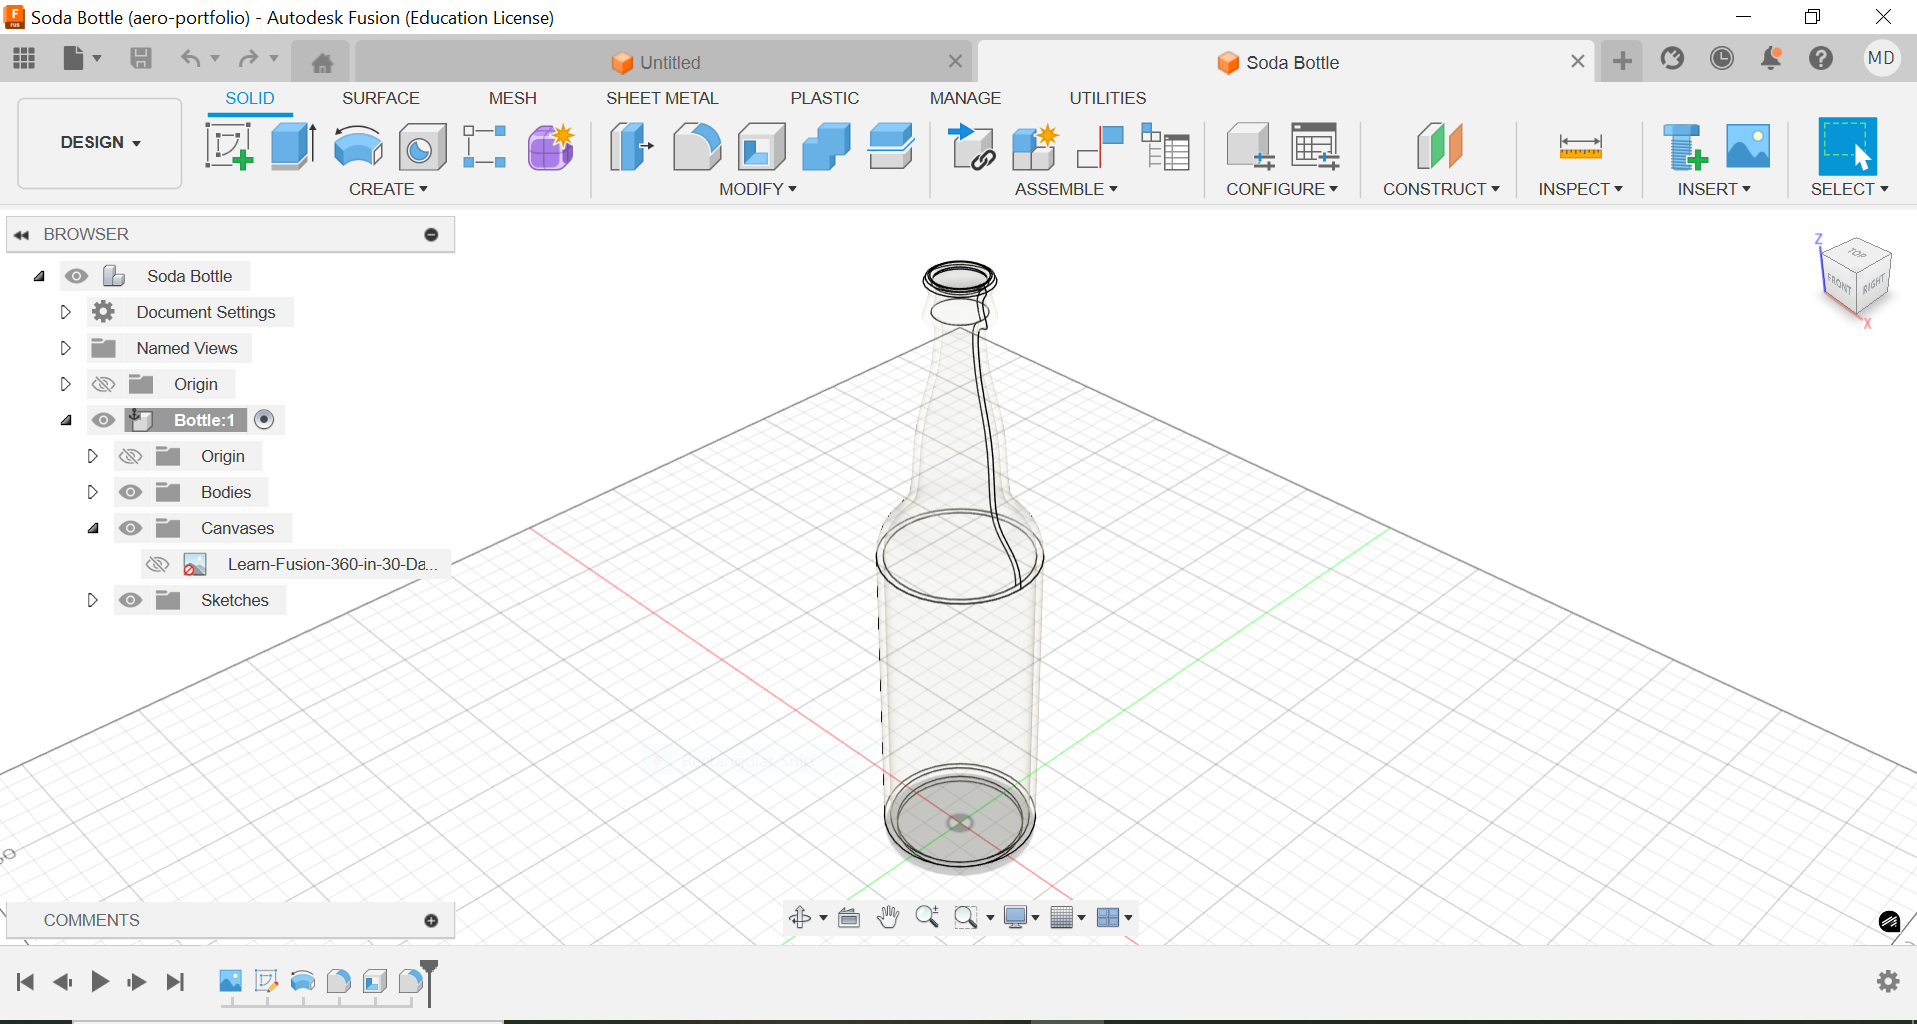 Soda Bottle (aero-portfolio) - Autodesk Fusion (Education License)
Untitled
Soda Bottle
MD
DESIGN
SOLID
SURFACE
MESH
SHEET METAL
PLASTIC
MANAGE
UTILITIES
CREATE
MODIFY
ASSEMBLE
CONFIGURE
CONSTRUCT
INSPECT
INSERT
SELECT
BROWSER
Soda Bottle
Document Settings
Named Views
Origin
Bottle:1
Origin
Bodies
Canvases
Learn-Fusion-360-in-30-Da...
Sketches
Z
TOP
FRONT
RIGHT
X
COMMENTS